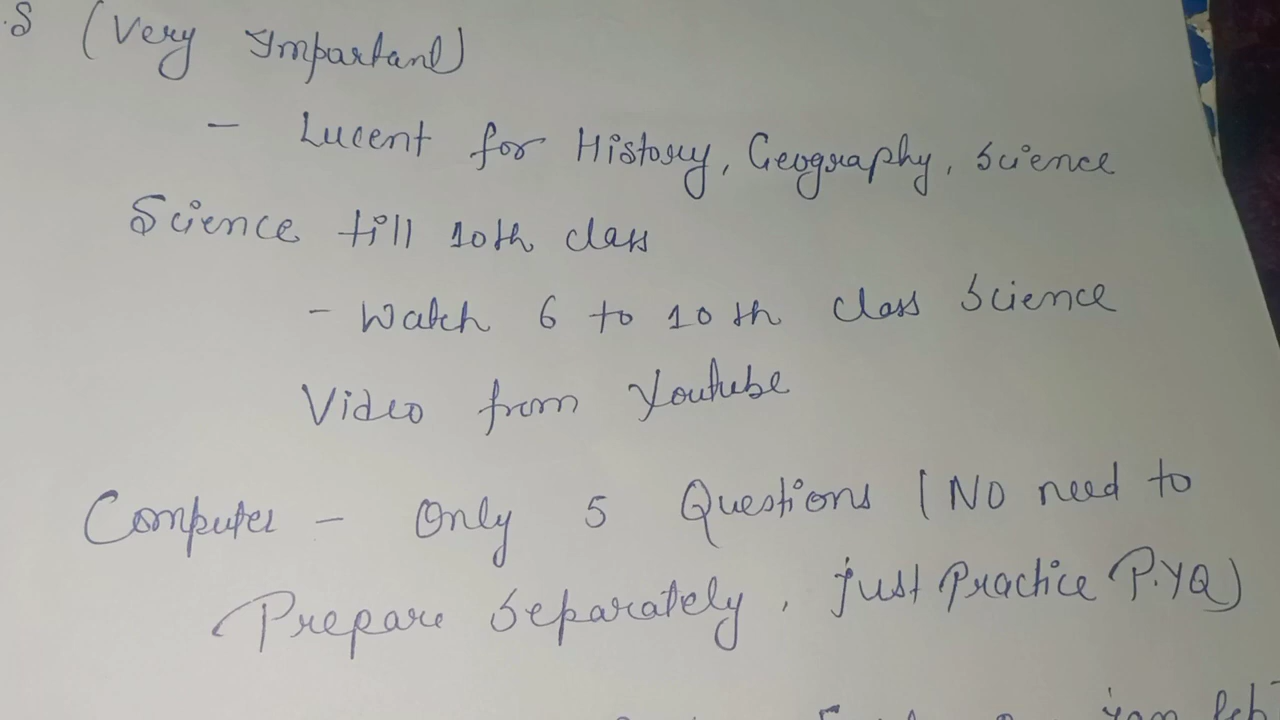 .S (Very Important)
- Lucent for History, Geography, Science
Science till 10th class
- Watch 6 to 10th class Science
Video from Youtube
Computer - Only 5 Questions (No need to
Prepare Separately, just Practice P.YQ)